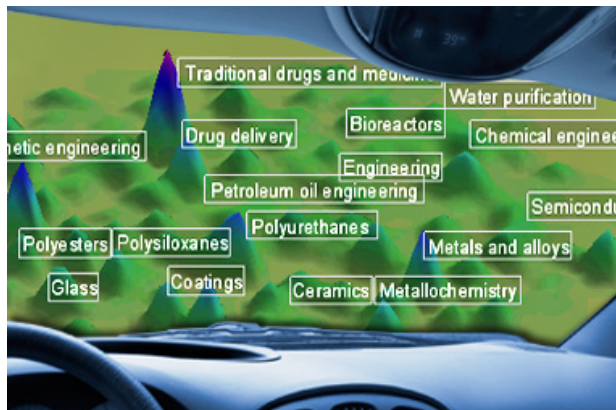 N 39°
Traditional drugs and
Water purification
Drug delivery
Bioreactors
engineering
Chemical
Engineering
Petroleum oil engineering
Polyurethanes
Polyesters
Polysiloxanes
Metals and alloys
Glass
Coatings
Ceramics
Metallochemistry